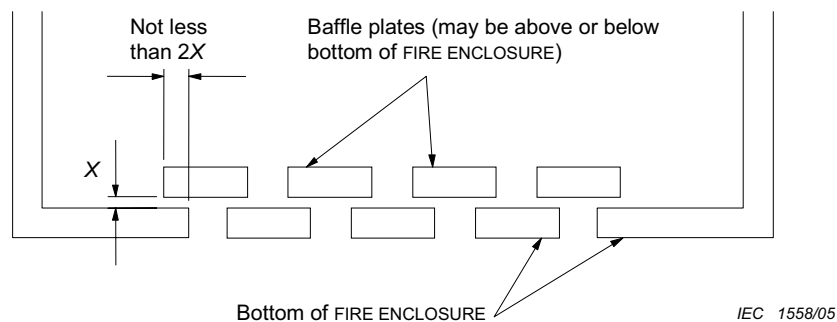 Not less
than 2X
Baffle plates (may be above or below
bottom of FIRE ENCLOSURE)
X
Bottom of FIRE ENCLOSURE
IEC 1558/05